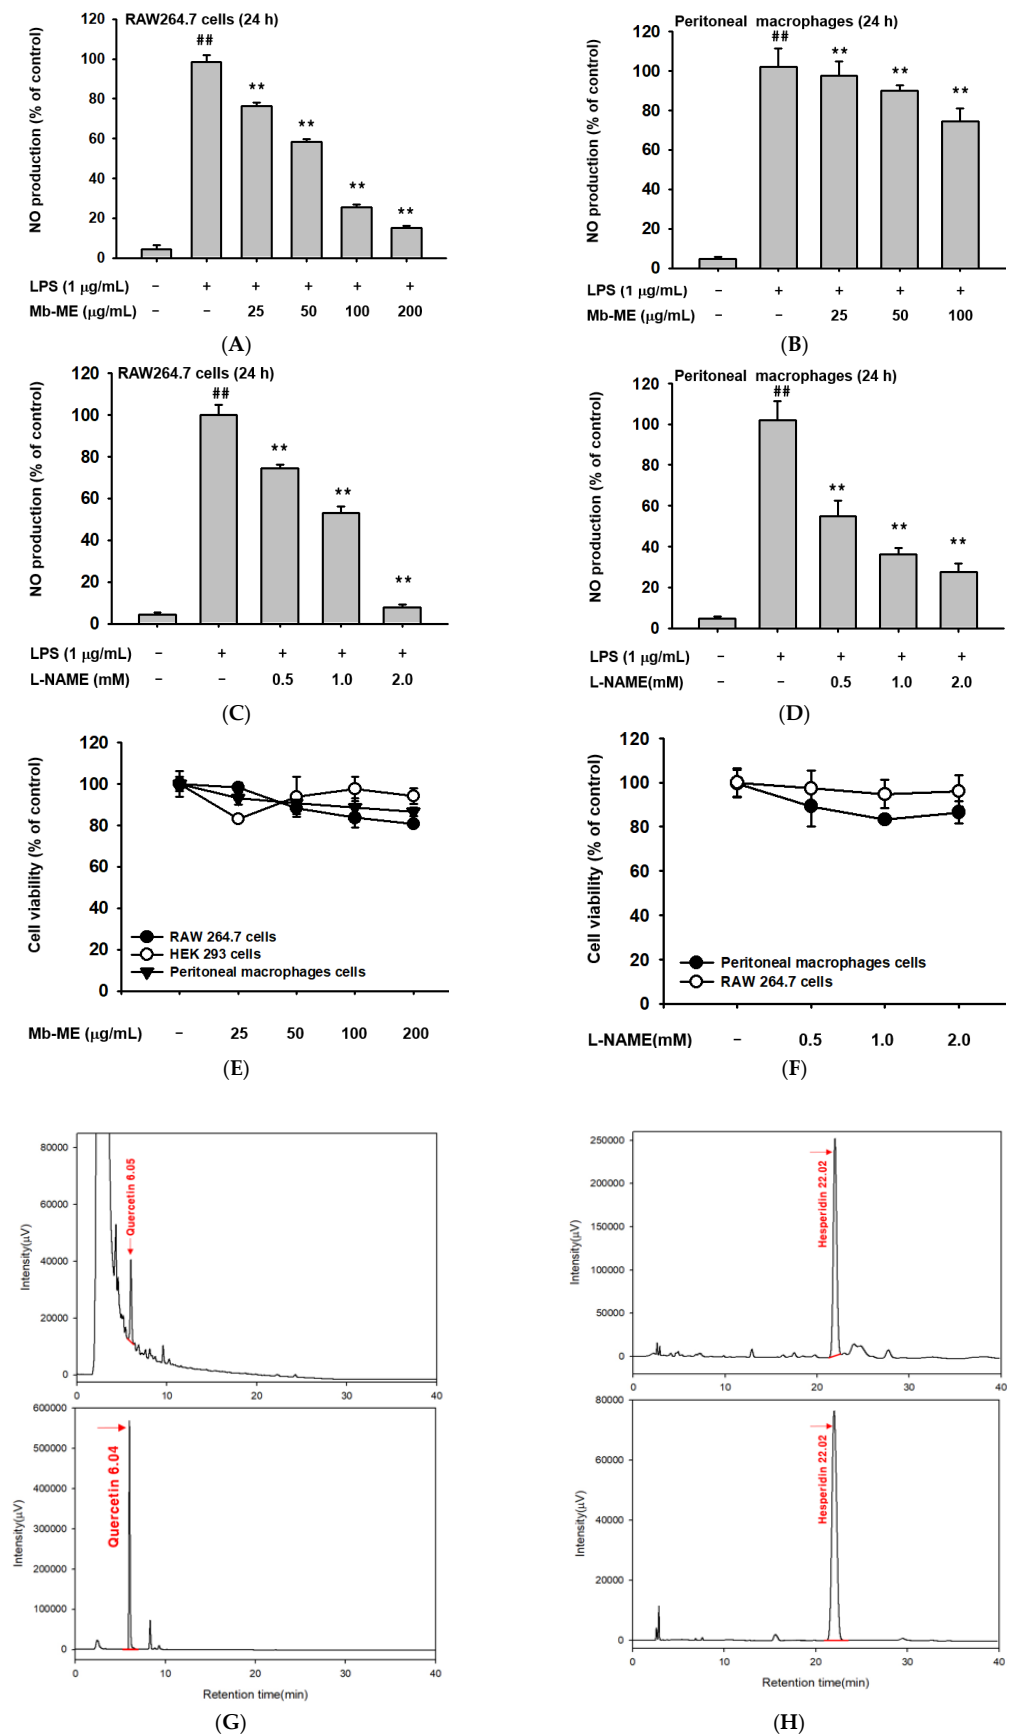 RAW264.7 cells (24 h)
##
**
**
**
**
NO production (% of control)
120
100
80
60
40
20
0
LPS (1 μg/mL) − + + + + +
Mb-ME (μg/mL) − − 25 50 100 200
(A)
Peritoneal macrophages (24 h)
##
**
**
**
NO production (% of control)
120
100
80
60
40
20
0
LPS (1 μg/mL) − + + + +
Mb-ME (μg/mL) − − 25 50 100
(B)
RAW264.7 cells (24 h)
##
**
**
**
NO production (% of control)
120
100
80
60
40
20
0
LPS (1 μg/mL) − + + + +
L-NAME (mM) − − 0.5 1.0 2.0
(C)
Peritoneal macrophages (24 h)
##
**
**
**
NO production (% of control)
120
100
80
60
40
20
0
LPS (1 μg/mL) − + + + +
L-NAME(mM) − − 0.5 1.0 2.0
(D)
Cell viability (% of control)
120
100
80
60
40
20
0
RAW 264.7 cells
HEK 293 cells
Peritoneal macrophages cells
Mb-ME (μg/mL) − 25 50 100 200
(E)
Cell viability (% of control)
120
100
80
60
40
20
0
Peritoneal macrophages cells
RAW 264.7 cells
L-NAME(mM) − 0.5 1.0 2.0
(F)
Intensity(μV)
80000
60000
40000
20000
0
Quercetin 6.05
0 10 20 30 40
Intensity(μV)
600000
500000
400000
300000
200000
100000
0
Quercetin 6.04
0 10 20 30 40
Retention time(min)
(G)
Intensity(μV)
250000
200000
150000
100000
50000
0
Hesperidin 22.02
0 10 20 30 40
Intensity(μV)
80000
60000
40000
20000
0
Hesperidin 22.02
0 10 20 30 40
Retention time(min)
(H)